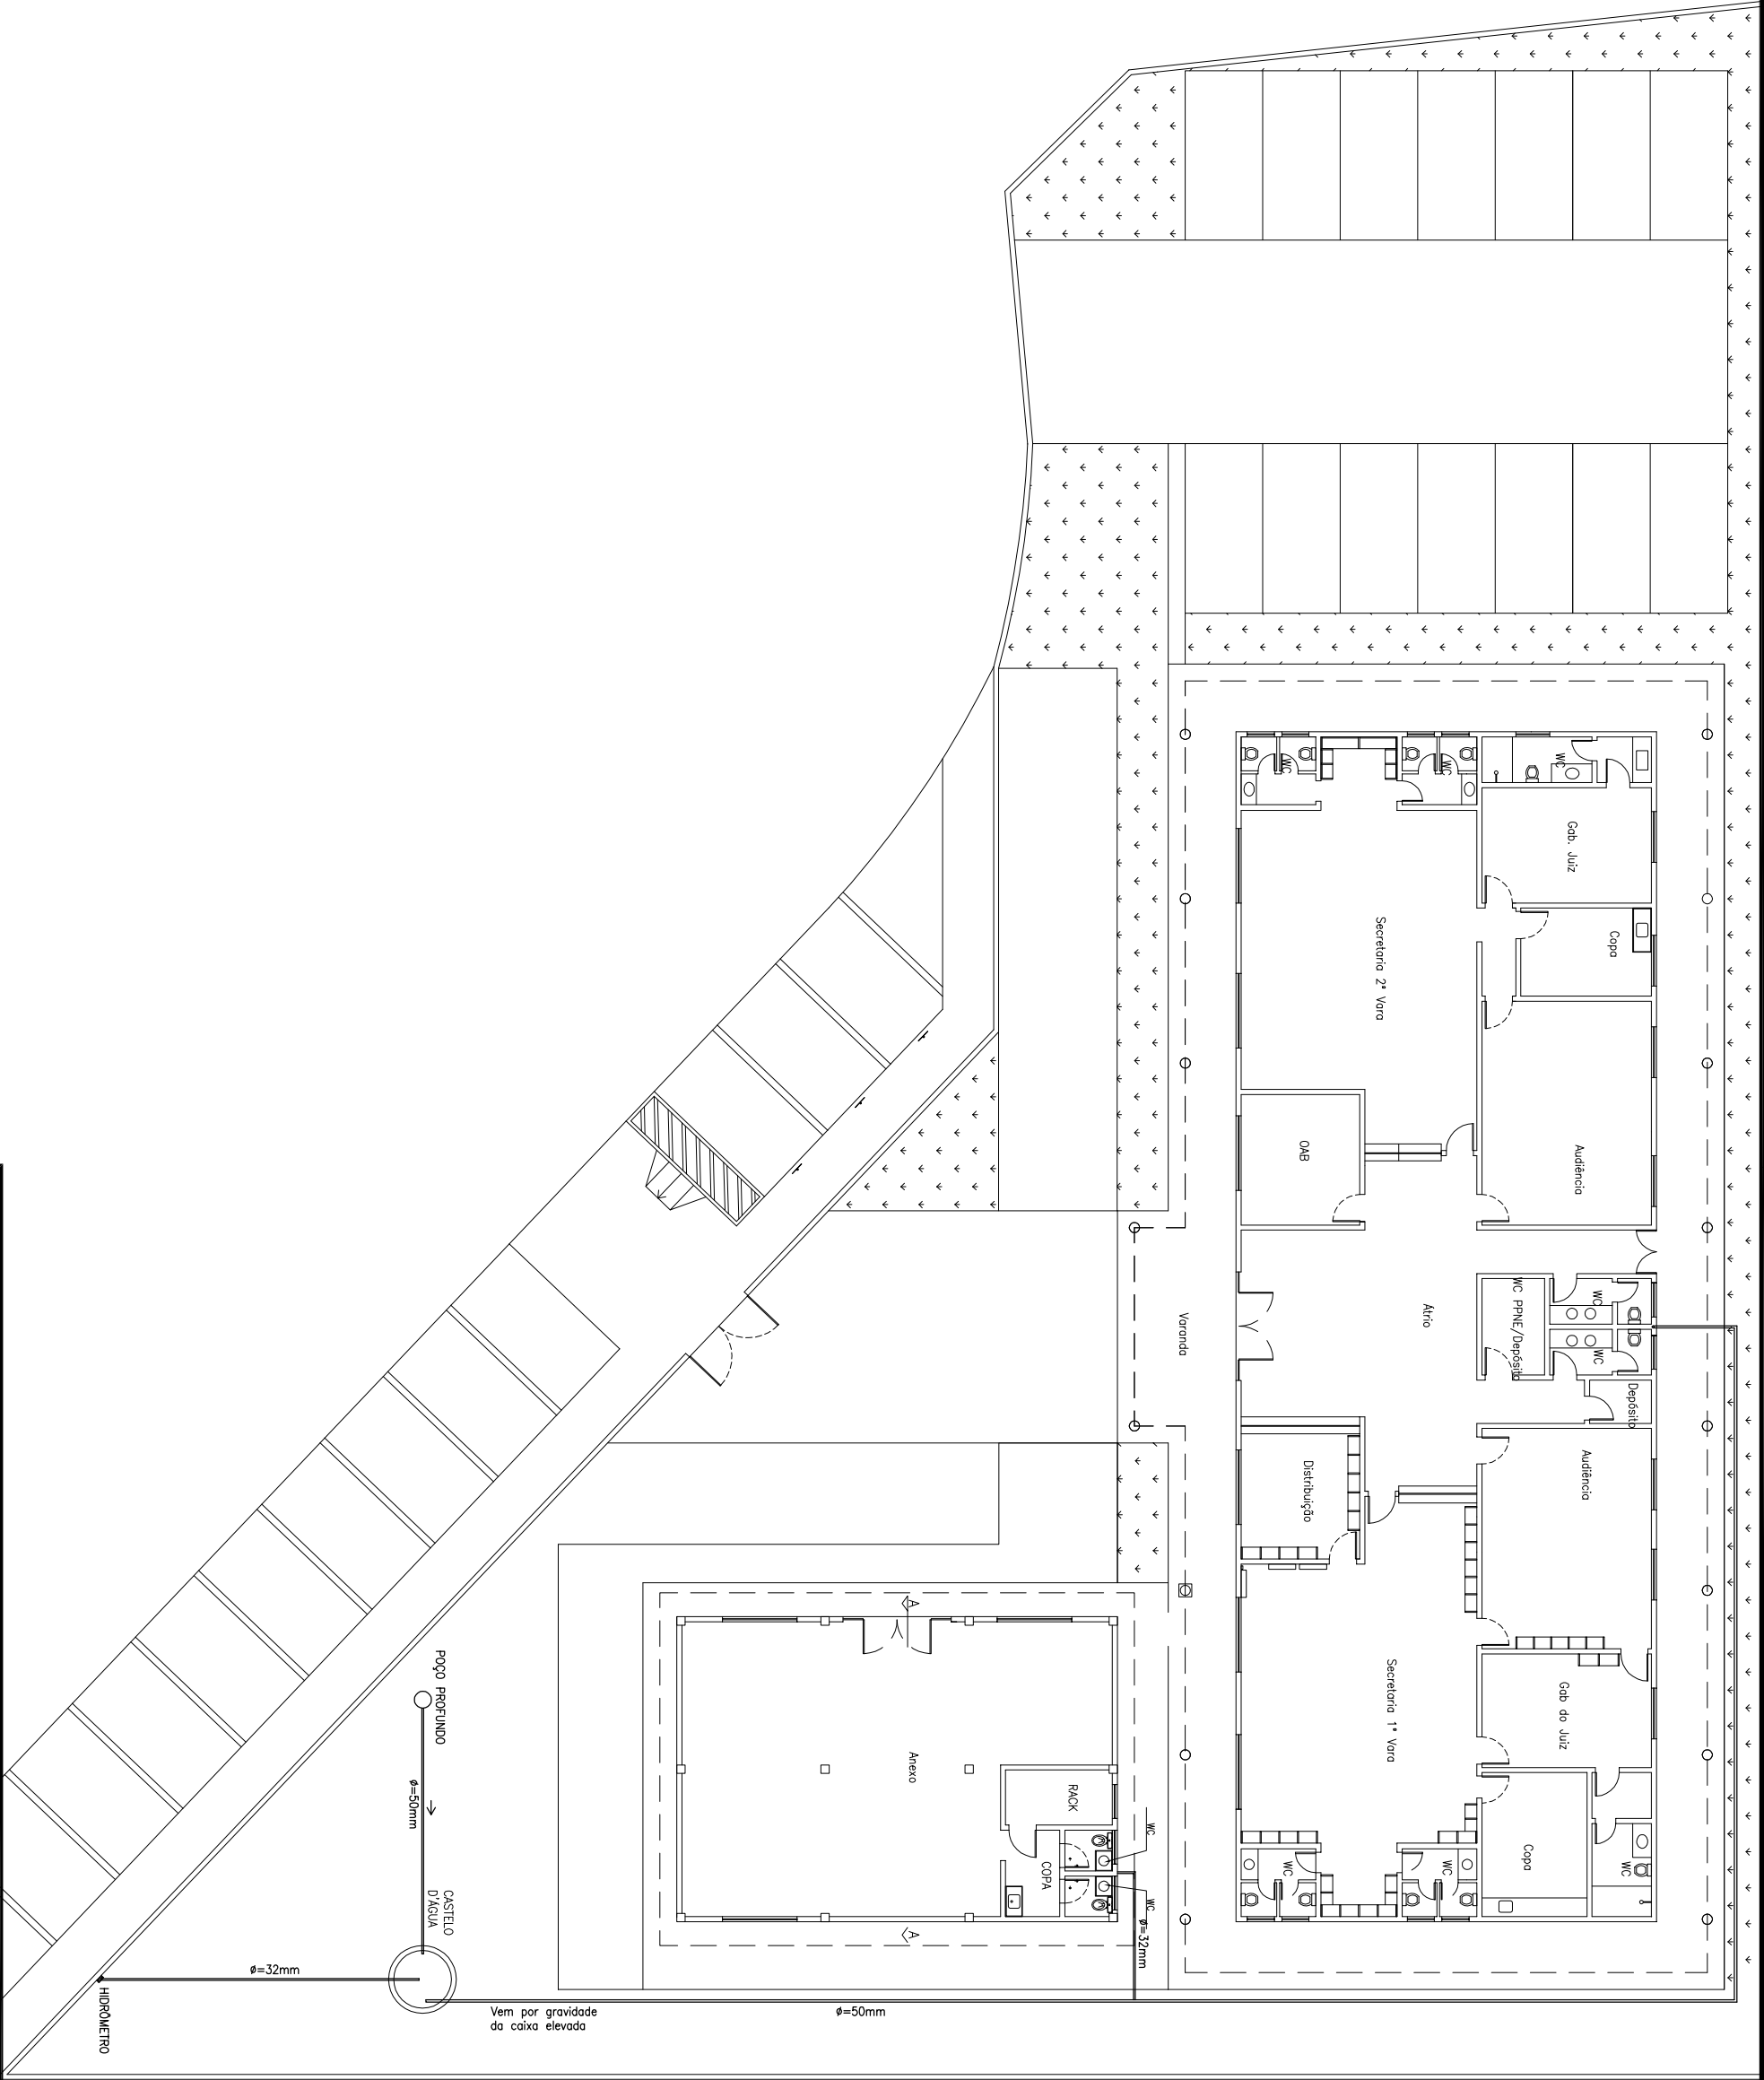 WC
WC
WC
Gab. Juiz
Secretaria 2ª Vara
Copa
OAB
Audiência
WC PPNE/Depósito
WC
Átrio
Varanda
WC
Depósito
Audiência
Distribuição
POÇO PROFUNDO
A
Secretaria 1ª Vara
Gab do Juiz
Anexo
ø=50mm
RACK
WC
Copa
COPA
WC
WC
WC
CASTELO
D'ÁGUA
WC
A
ø=32mm
ø=32mm
HIDRÔMETRO
Vem por gravidade
da caixa elevada
ø=50mm